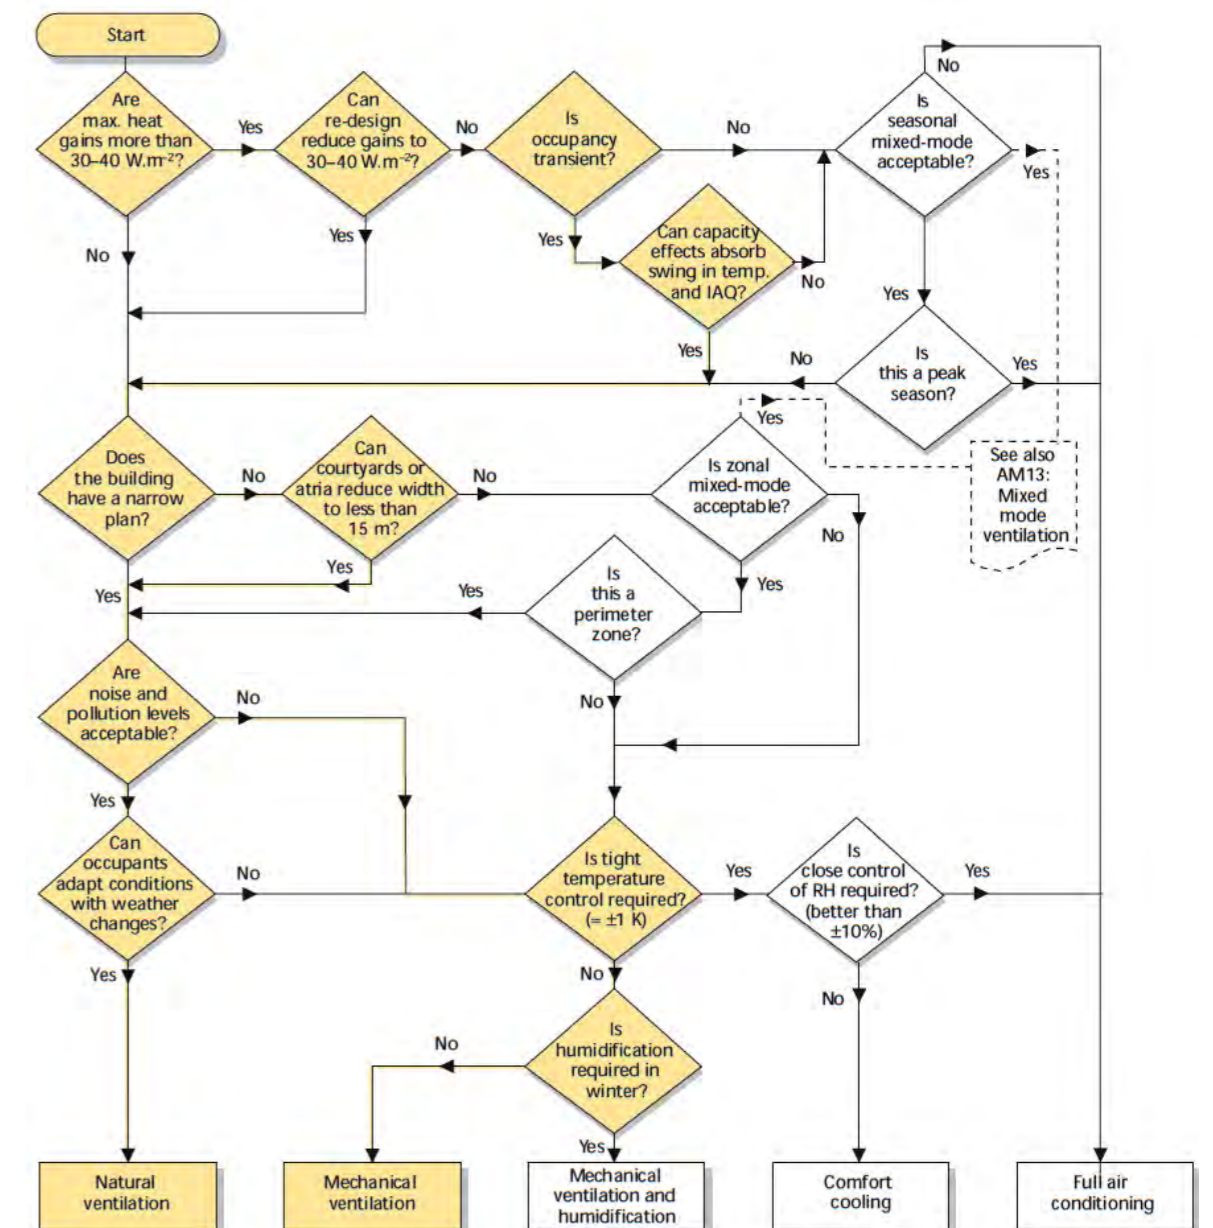 Start
Are
max. heat
gains more than
30–40 W.m⁻²?
Yes
No
Can
re-design
reduce gains to
30–40 W.m⁻²?
No
Yes
Is
occupancy
transient?
No
Yes
Can capacity
effects absorb
swing in temp.
and IAQ?
No
Yes
Is
seasonal
mixed-mode
acceptable?
No
Yes
Yes
Is
this a peak
season?
No
Yes
See also
AM13:
Mixed
mode
ventilation
Does
the building
have a narrow
plan?
No
Yes
Can
courtyards or
atria reduce width
to less than
15 m?
No
Yes
Is zonal
mixed-mode
acceptable?
Yes
No
Yes
Is
this a
perimeter
zone?
Yes
No
Are
noise and
pollution levels
acceptable?
No
Yes
Can
occupants
adapt conditions
with weather
changes?
No
Yes
Is tight
temperature
control required?
(= ±1 K)
Yes
No
Is
close control
of RH required?
(better than
±10%)
Yes
No
Is
humidification
required in
winter?
No
Yes
Natural
ventilation
Mechanical
ventilation
Mechanical
ventilation and
humidification
Comfort
cooling
Full air
conditioning